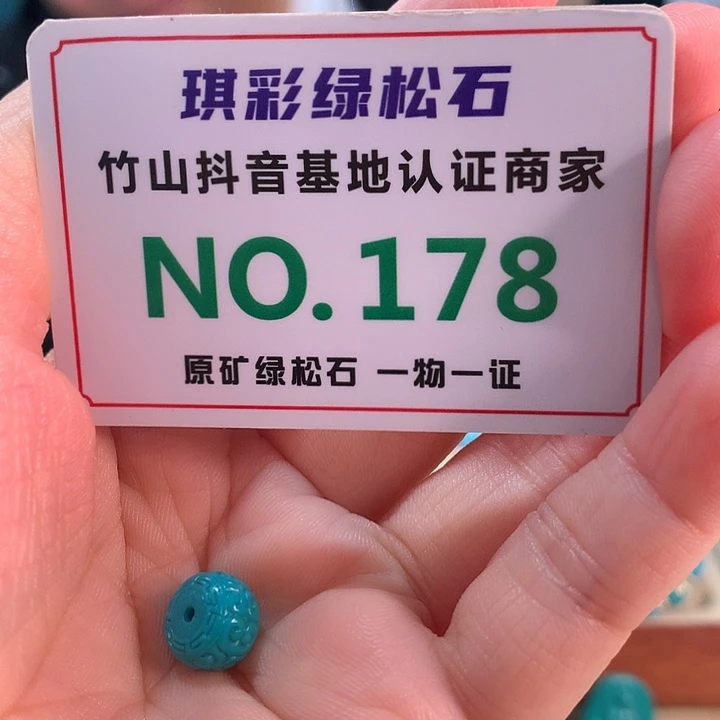 琪彩绿松石
竹山抖音基地认证商家
NO.178
原矿绿松石 一物一证